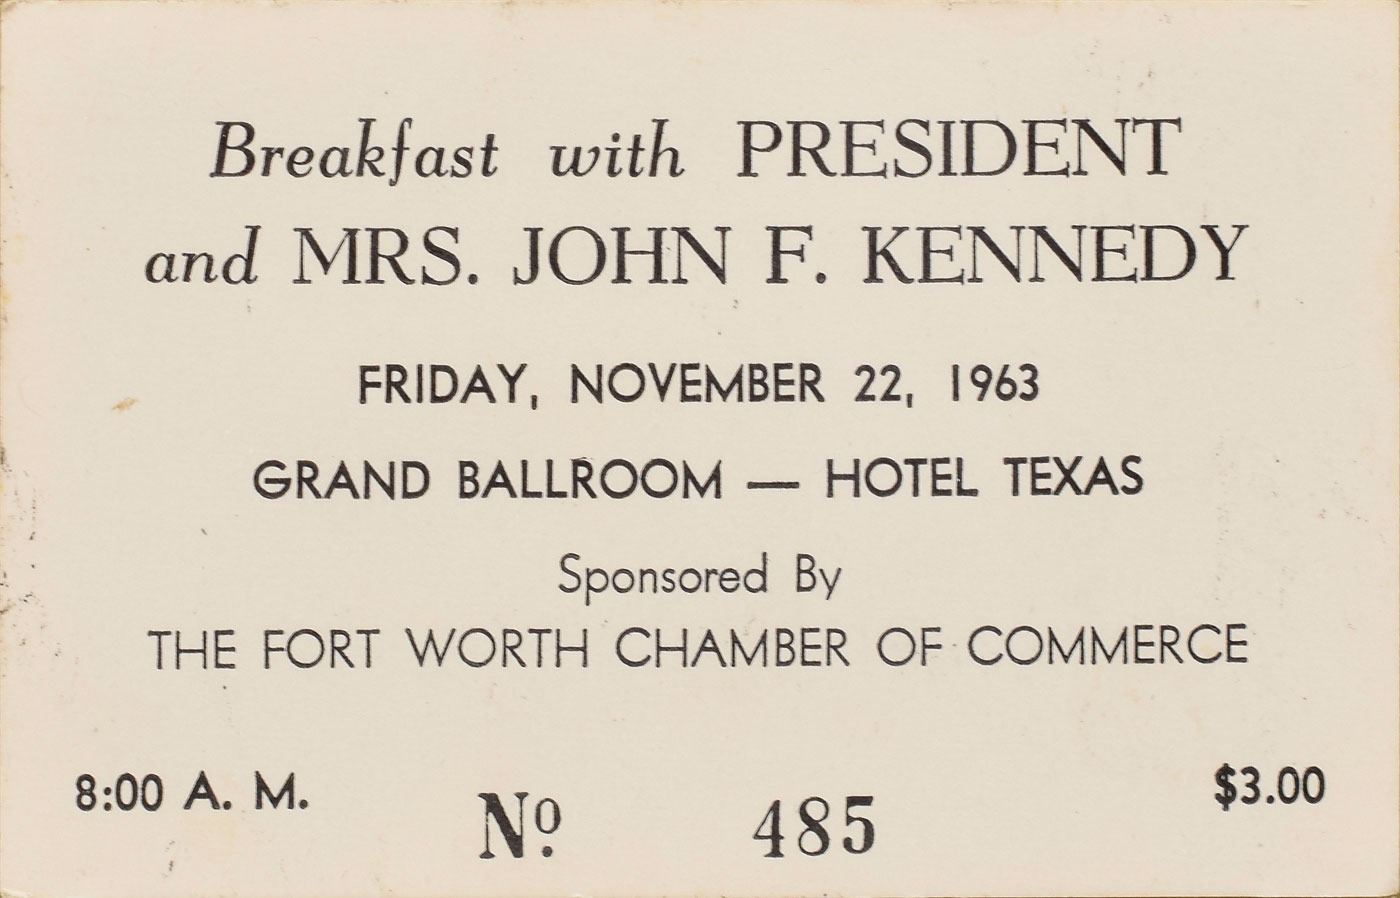 Breakfast with PRESIDENT
and MRS. JOHN F. KENNEDY
FRIDAY, NOVEMBER 22, 1963
GRAND BALLROOM — HOTEL TEXAS
Sponsored By
THE FORT WORTH CHAMBER OF COMMERCE
8:00 A. M.
Nº. 485
$3.00